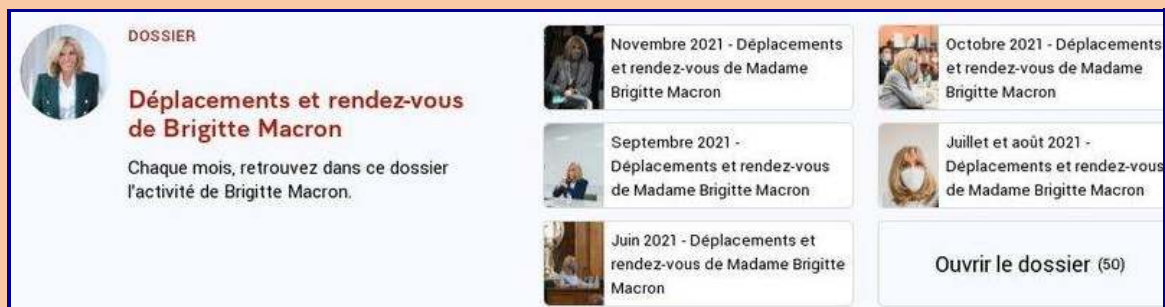 DOSSIER
Déplacements et rendez-vous
de Brigitte Macron
Chaque mois, retrouvez dans ce dossier
l'activité de Brigitte Macron.
Novembre 2021 - Déplacements
et rendez-vous de Madame
Brigitte Macron
Octobre 2021 - Déplacements
et rendez-vous de Madame
Brigitte Macron
Septembre 2021 -
Déplacements et rendez-vous
de Madame Brigitte Macron
Juillet et août 2021 -
Déplacements et rendez-vous
de Madame Brigitte Macron
Juin 2021 - Déplacements et
rendez-vous de Madame Brigitte
Macron
Ouvrir le dossier (50)